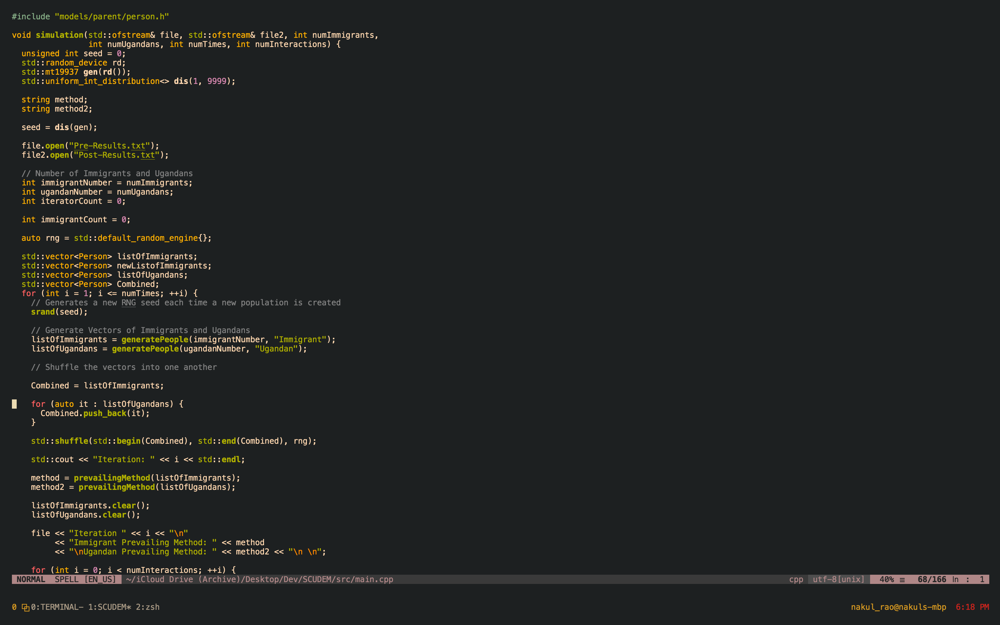 #include "models/parent/person.h"
void simulation(std::ofstream& file, std::ofstream& file2, int numImmigrants,
int numUgandans, int numTimes, int numInteractions) {
unsigned int seed = 0;
std::random_device rd;
std::mt19937 gen(rd());
std::uniform_int_distribution<> dis(1, 9999);
string method;
string method2;
seed = dis(gen);
file.open("Pre-Results.txt");
file2.open("Post-Results.txt");
// Number of Immigrants and Ugandans
int immigrantNumber = numImmigrants;
int ugandanNumber = numUgandans;
int iteratorCount = 0;
int immigrantCount = 0;
auto rng = std::default_random_engine{};
std::vector<Person> listOfImmigrants;
std::vector<Person> newListofImmigrants;
std::vector<Person> listOfUgandans;
std::vector<Person> Combined;
for (int i = 1; i <= numTimes; ++i) {
// Generates a new RNG seed each time a new population is created
srand(seed);
// Generate Vectors of Immigrants and Ugandans
listOfImmigrants = generatePeople(immigrantNumber, "Immigrant");
listOfUgandans = generatePeople(ugandanNumber, "Ugandan");
// Shuffle the vectors into one another
Combined = listOfImmigrants;
for (auto it : listOfUgandans) {
Combined.push_back(it);
}
std::shuffle(std::begin(Combined), std::end(Combined), rng);
std::cout << "Iteration: " << i << std::endl;
method = prevailingMethod(listOfImmigrants);
method2 = prevailingMethod(listOfUgandans);
listOfImmigrants.clear();
listOfUgandans.clear();
file << "Iteration " << i << "\n"
<< "Immigrant Prevailing Method: " << method
<< "\nUgandan Prevailing Method: " << method2 << "\n \n";
for (int i = 0; i < numInteractions; ++i) {
NORMAL SPELL [EN_US] ~/iCloud Drive (Archive)/Desktop/Dev/SCUDEM/src/main.cpp cpp utf-8[unix] 40% ≡ 68/166 ln : 1
0 0:TERMINAL- 1:SCUDEM* 2:zsh nakul_rao@nakuls-mbp 6:18 PM